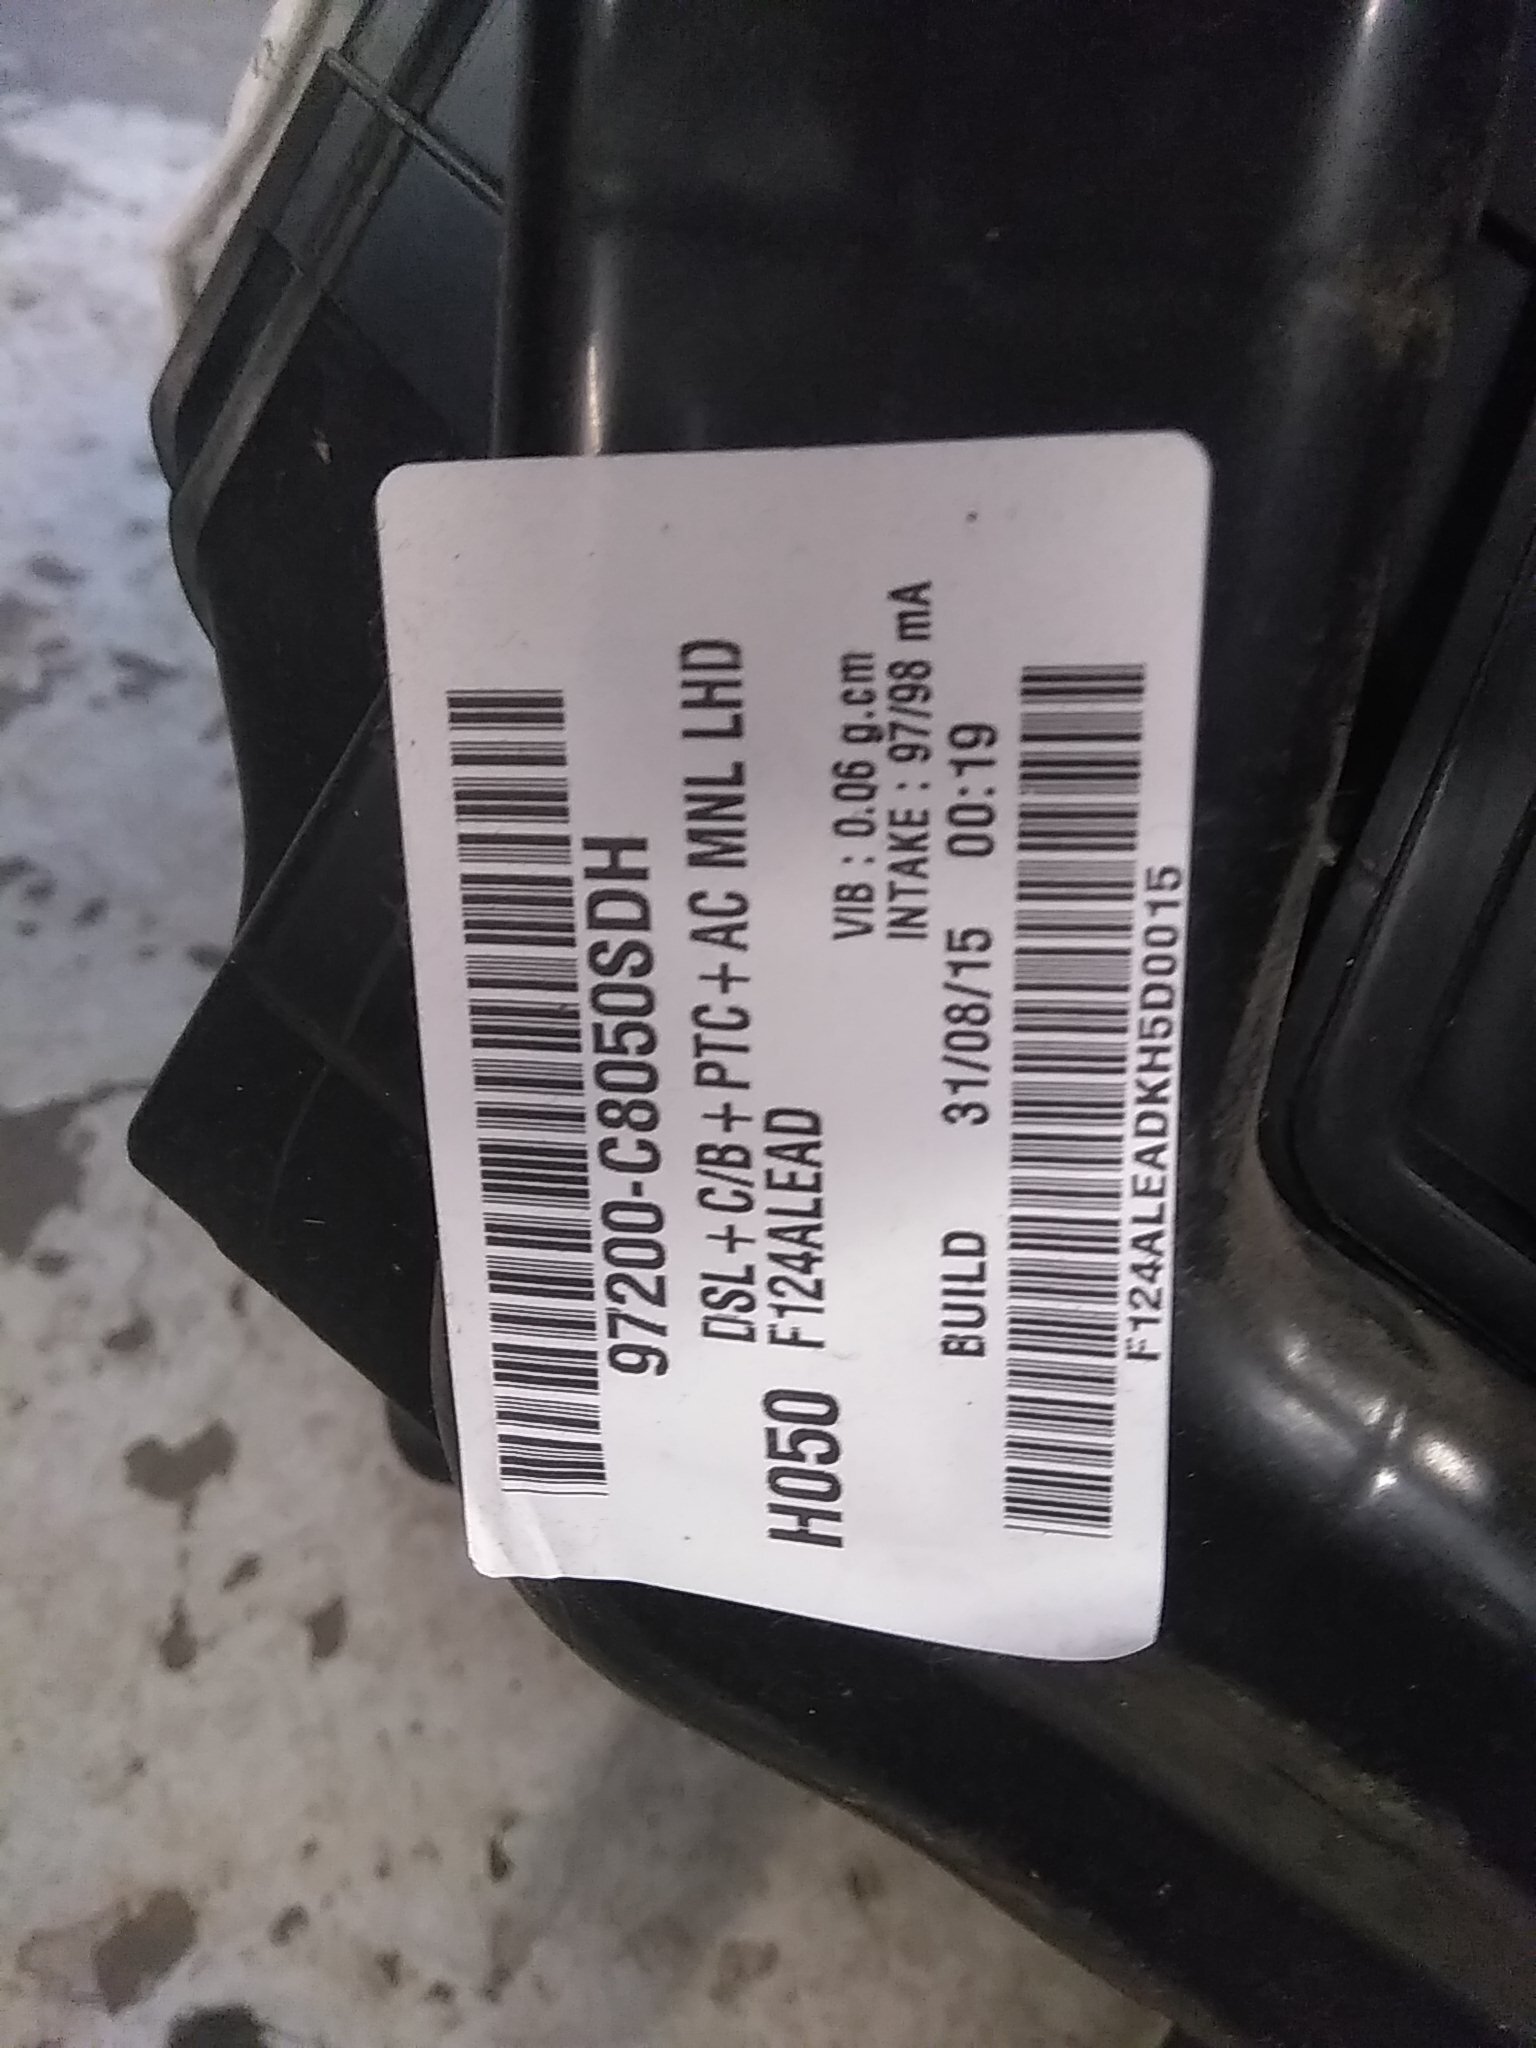 97200-C8050SDH
DSL + C/B + PTC + AC MNL LHD
H050 F124ALEAD
VIB : 0.06 g.cm
INTAKE : 97/98 mA
BUILD 31/08/15 00:19
F124ALEADKH5D0015